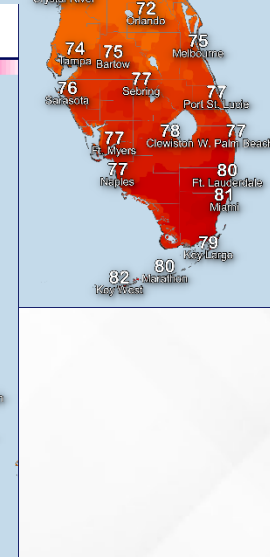 Crystal River
72
Orlando
74
Tampa
75
Bartow
75
Melbourne
76
Sarasota
77
Sebring
77
Port St. Lucie
77
Ft. Myers
78
Clewiston
77
W. Palm Beach
77
Naples
80
Ft. Lauderdale
81
Miami
79
Key Largo
80
Marathon
82
Key West